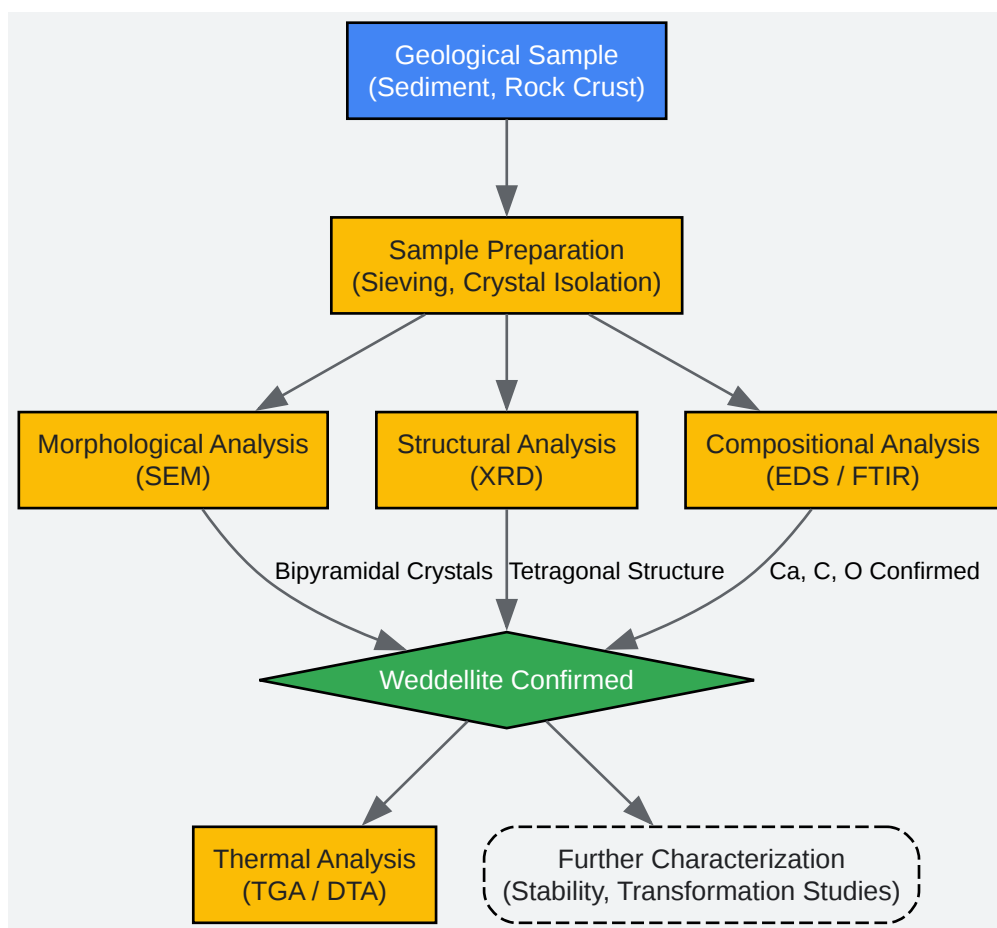 Geological Sample
(Sediment, Rock Crust)
Sample Preparation
(Sieving, Crystal Isolation)
Morphological Analysis
(SEM)
Structural Analysis
(XRD)
Compositional Analysis
(EDS / FTIR)
Bipyramidal Crystals
Tetragonal Structure
Ca, C, O Confirmed
Weddellite Confirmed
Thermal Analysis
(TGA / DTA)
Further Characterization
(Stability, Transformation Studies)